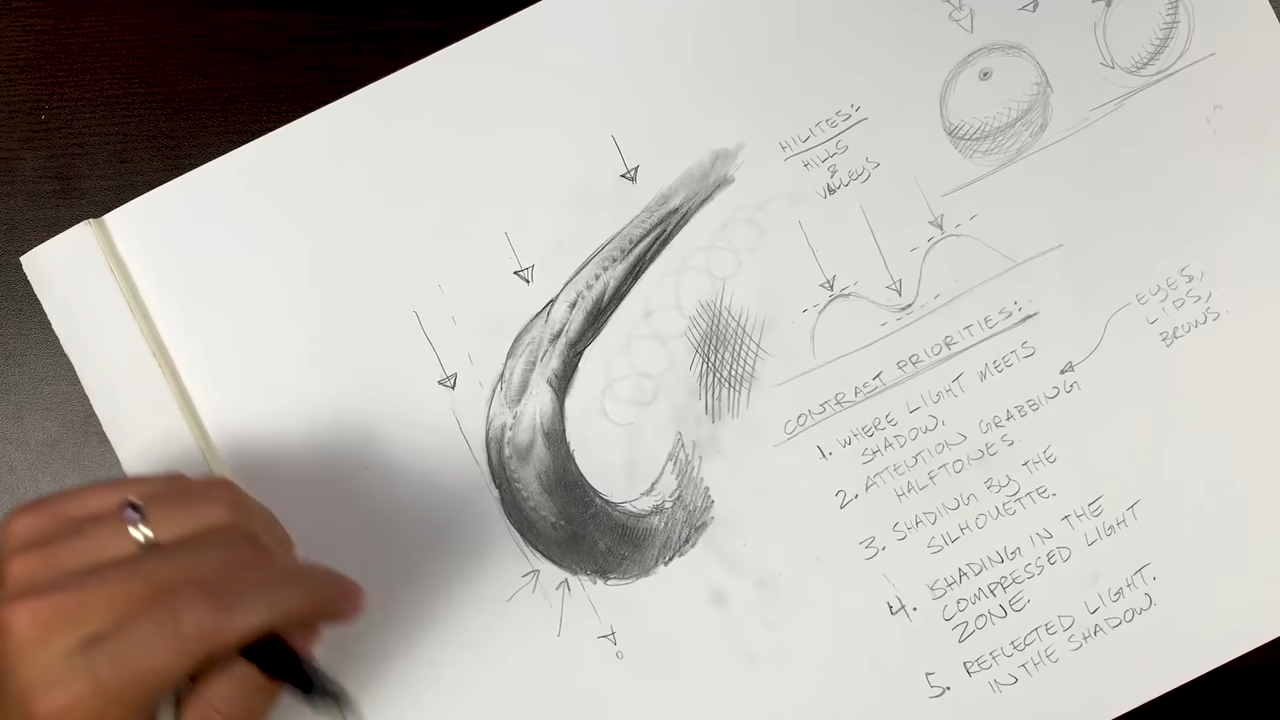 HILITES:
HILLS
&
VALLEYS
CONTRAST PRIORITIES:
1. WHERE LIGHT MEETS
SHADOW.
2. ATTENTION GRABBING
HALFTONES.
3. SHADING BY THE
SILHOUETTE.
4. SHADING IN THE
COMPRESSED LIGHT
ZONE.
5. REFLECTED LIGHT.
IN THE SHADOW.
EYES,
LIPS,
BROWS.